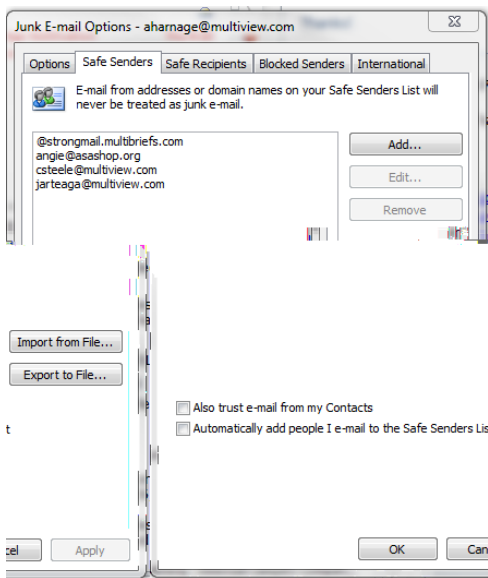 Junk E-mail Options - aharnage@multiview.com
Options Safe Senders Safe Recipients Blocked Senders International
E-mail from addresses or domain names on your Safe Senders List will
never be treated as junk e-mail.
@strongmail.multibriefs.com
angie@asashop.org
csteele@multiview.com
jarteaga@multiview.com
Add...
Edit...
Remove
Import from File...
Export to File...
t
Also trust e-mail from my Contacts
Automatically add people I e-mail to the Safe Senders Lis
cel
Apply
OK
Can